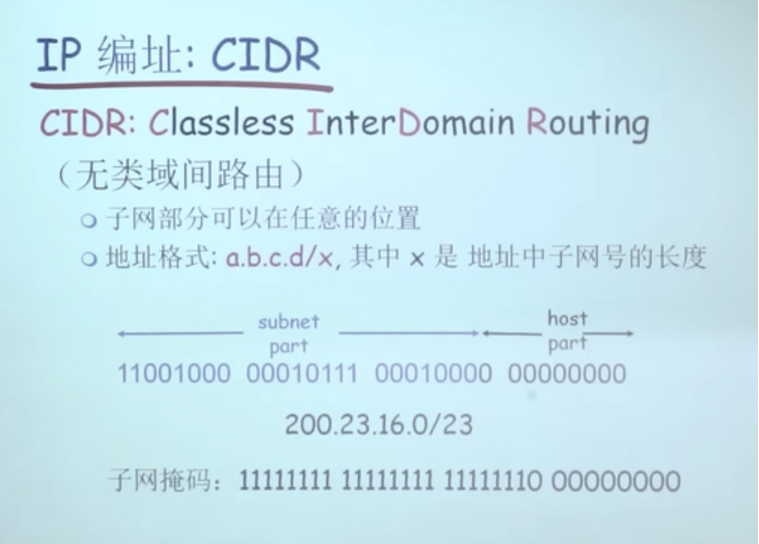 IP 编址: CIDR
CIDR: Classless InterDomain Routing
（无类域间路由）
子网部分可以在任意的位置
地址格式: a.b.c.d/x, 其中 x 是 地址中子网号的长度
subnet part
host part
11001000 00010111 00010000 00000000
200.23.16.0/23
子网掩码: 11111111 11111111 11111110 00000000